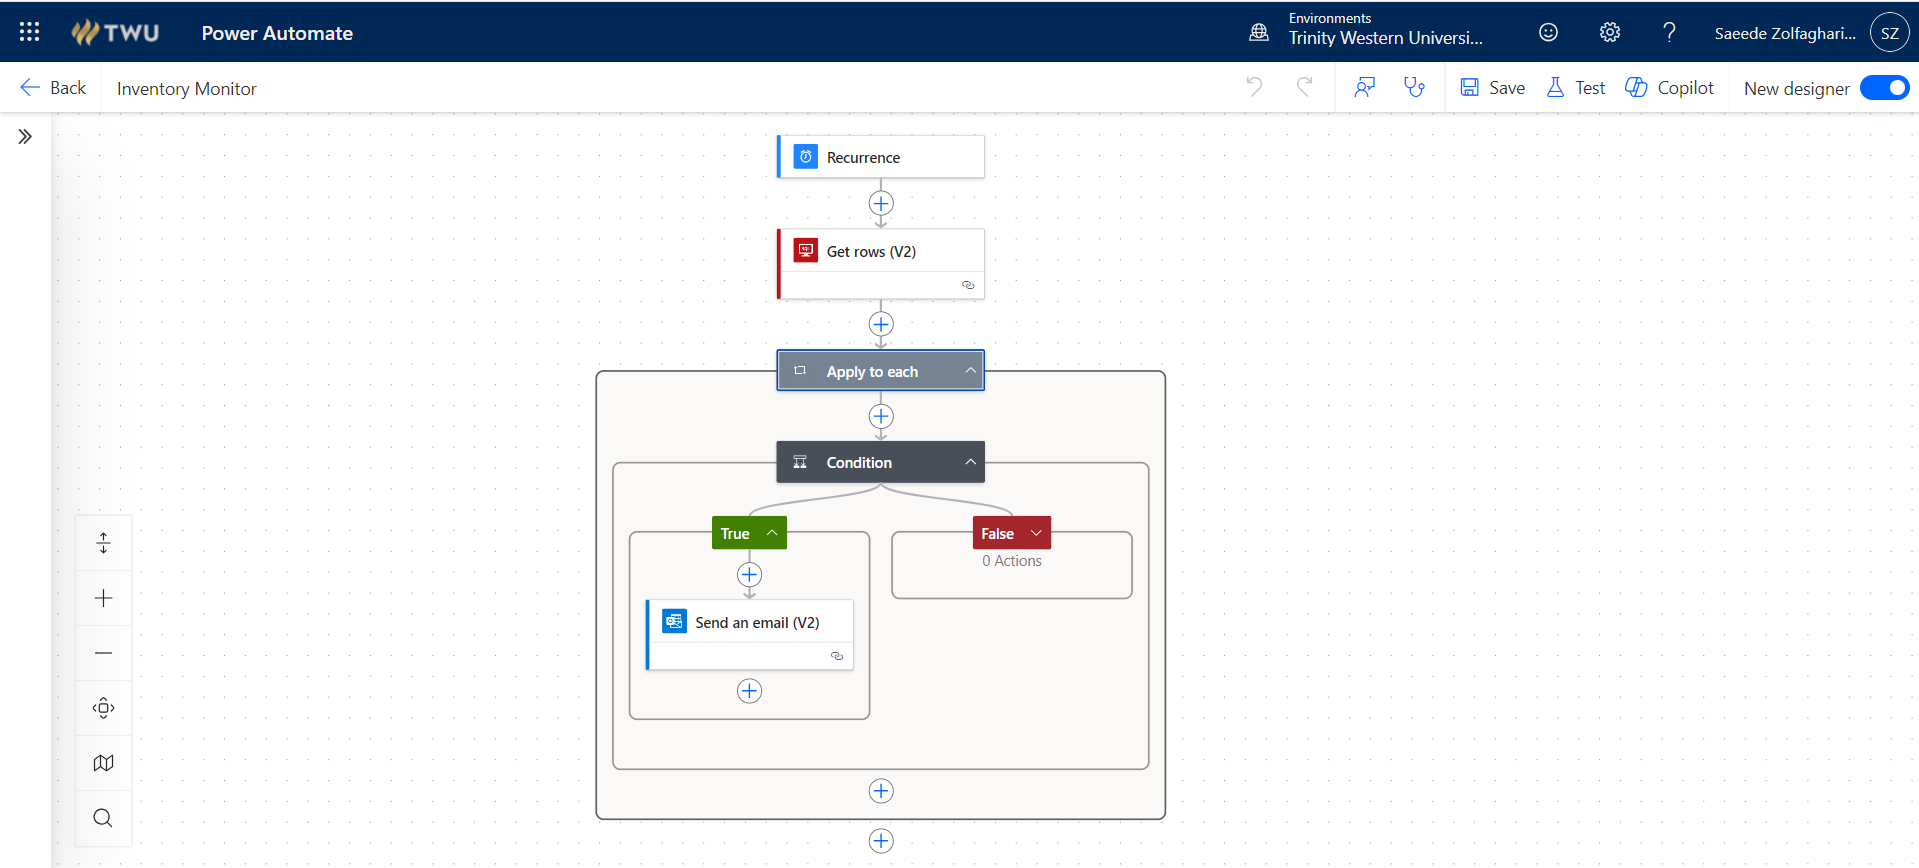 TWU
Power Automate
Environments
Trinity Western Universi...
?
Saeede Zolfaghari...
SZ
Back
Inventory Monitor
Save
Test
Copilot
New designer
Recurrence
Get rows (V2)
Apply to each
Condition
True
False
0 Actions
Send an email (V2)